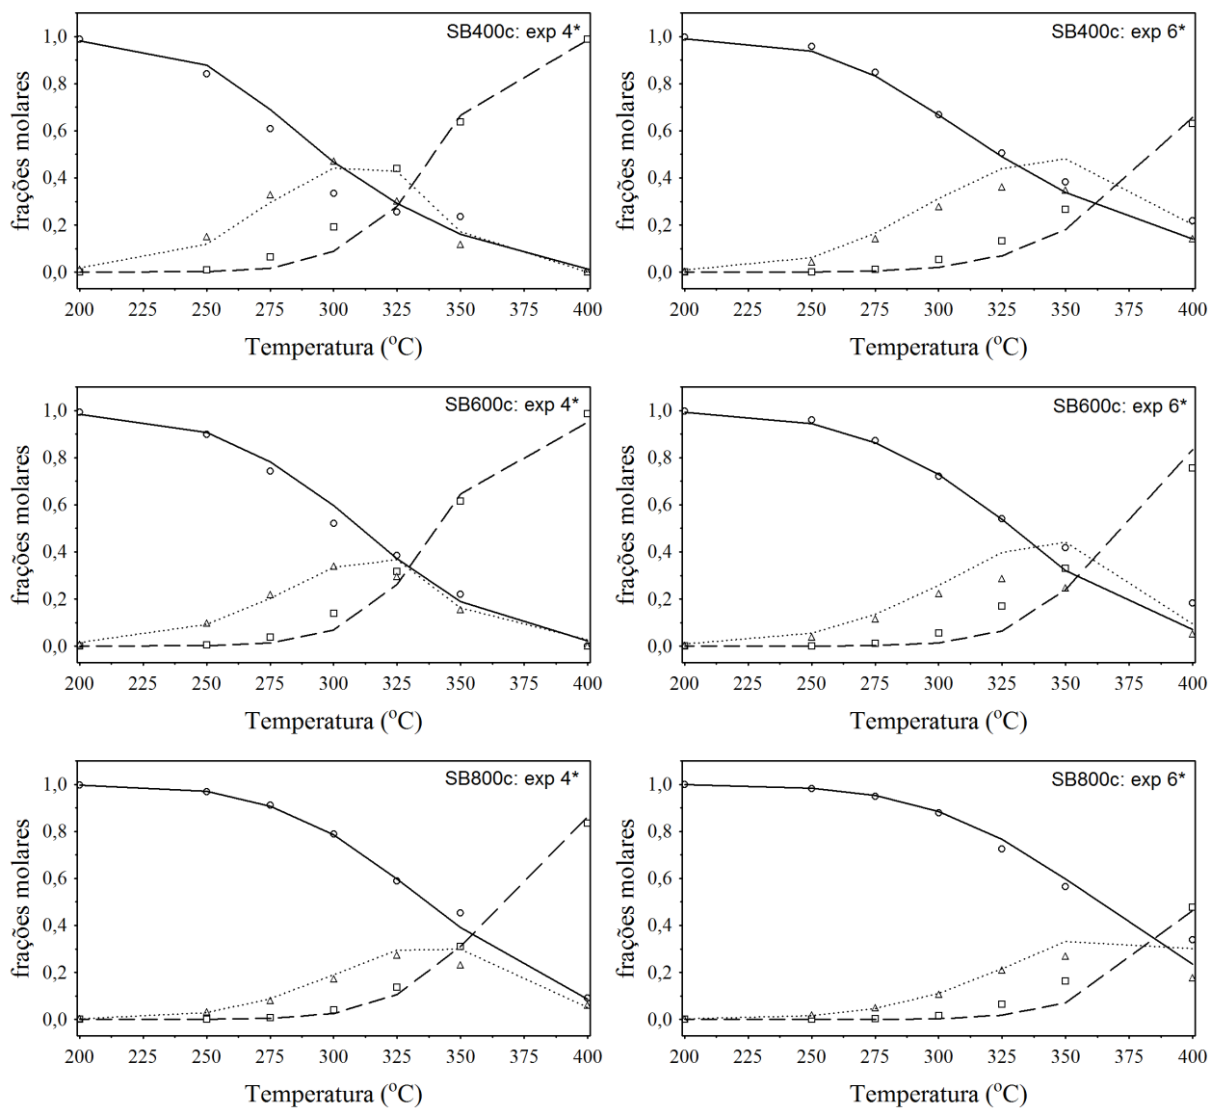 SB400c: exp 4*
frações molares
1,0
0,8
0,6
0,4
0,2
0,0
200 225 250 275 300 325 350 375 400
Temperatura (°C)
SB400c: exp 6*
frações molares
1,0
0,8
0,6
0,4
0,2
0,0
200 225 250 275 300 325 350 375 400
Temperatura (°C)
SB600c: exp 4*
frações molares
1,0
0,8
0,6
0,4
0,2
0,0
200 225 250 275 300 325 350 375 400
Temperatura (°C)
SB600c: exp 6*
frações molares
1,0
0,8
0,6
0,4
0,2
0,0
200 225 250 275 300 325 350 375 400
Temperatura (°C)
SB800c: exp 4*
frações molares
1,0
0,8
0,6
0,4
0,2
0,0
200 225 250 275 300 325 350 375 400
Temperatura (°C)
SB800c: exp 6*
frações molares
1,0
0,8
0,6
0,4
0,2
0,0
200 225 250 275 300 325 350 375 400
Temperatura (°C)